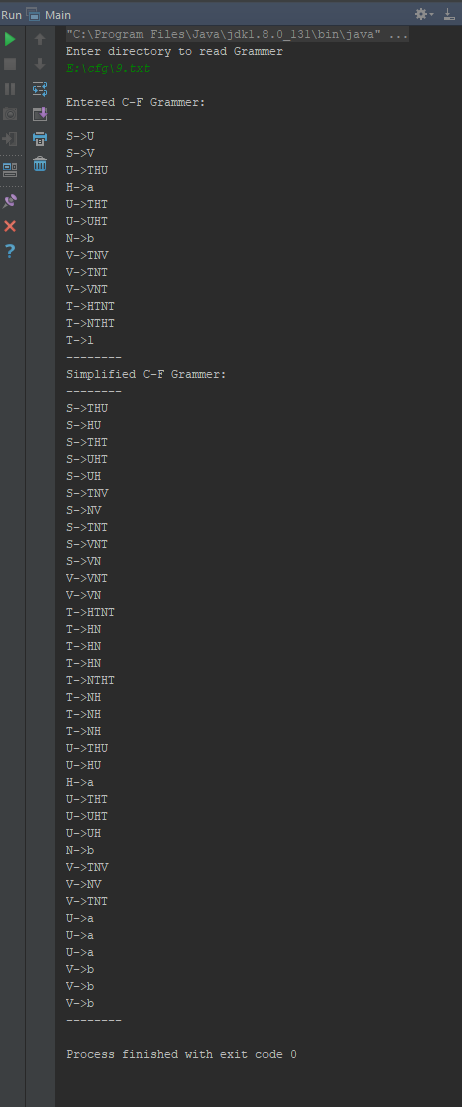 Run Main
"C:\Program Files\Java\jdk1.8.0_131\bin\java" ...
Enter directory to read Grammer
E:\cfg\9.txt
Entered C-F Grammer:
--------
S->U
S->V
U->THU
H->a
U->THT
U->UHT
N->b
V->TNV
V->TNT
V->VNT
T->HTNT
T->NTHT
T->l
--------
Simplified C-F Grammer:
--------
S->THU
S->HU
S->THT
S->UHT
S->UH
S->TNV
S->NV
S->TNT
S->VNT
S->VN
V->VNT
V->VN
T->HTNT
T->HN
T->HN
T->HN
T->NTHT
T->NH
T->NH
T->NH
U->THU
U->HU
H->a
U->THT
U->UHT
U->UH
N->b
V->TNV
V->NV
V->TNT
U->a
U->a
U->a
V->b
V->b
V->b
--------
Process finished with exit code 0